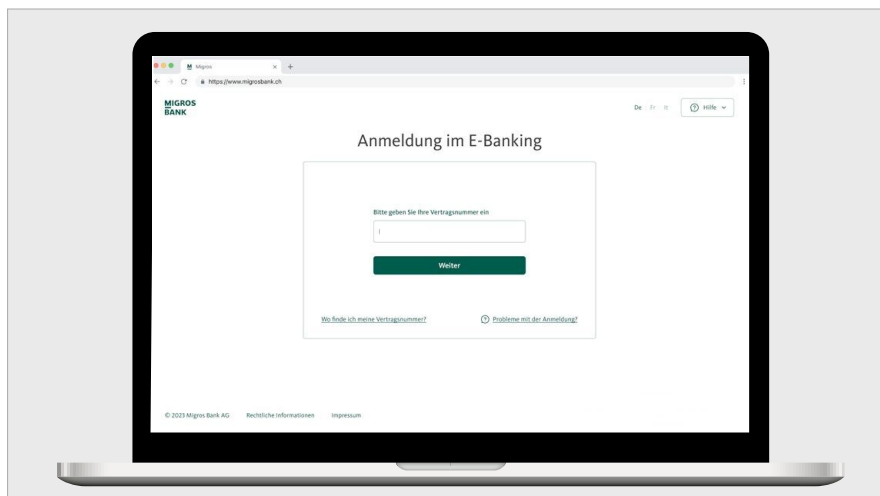 Migros
https://www.migrosbank.ch
MIGROS
BANK
De Fr It
Hilfe
Anmeldung im E-Banking
Bitte geben Sie Ihre Vertragsnummer ein
Weiter
Wo finde ich meine Vertragsnummer?
Probleme mit der Anmeldung?
© 2023 Migros Bank AG Rechtliche Informationen Impressum